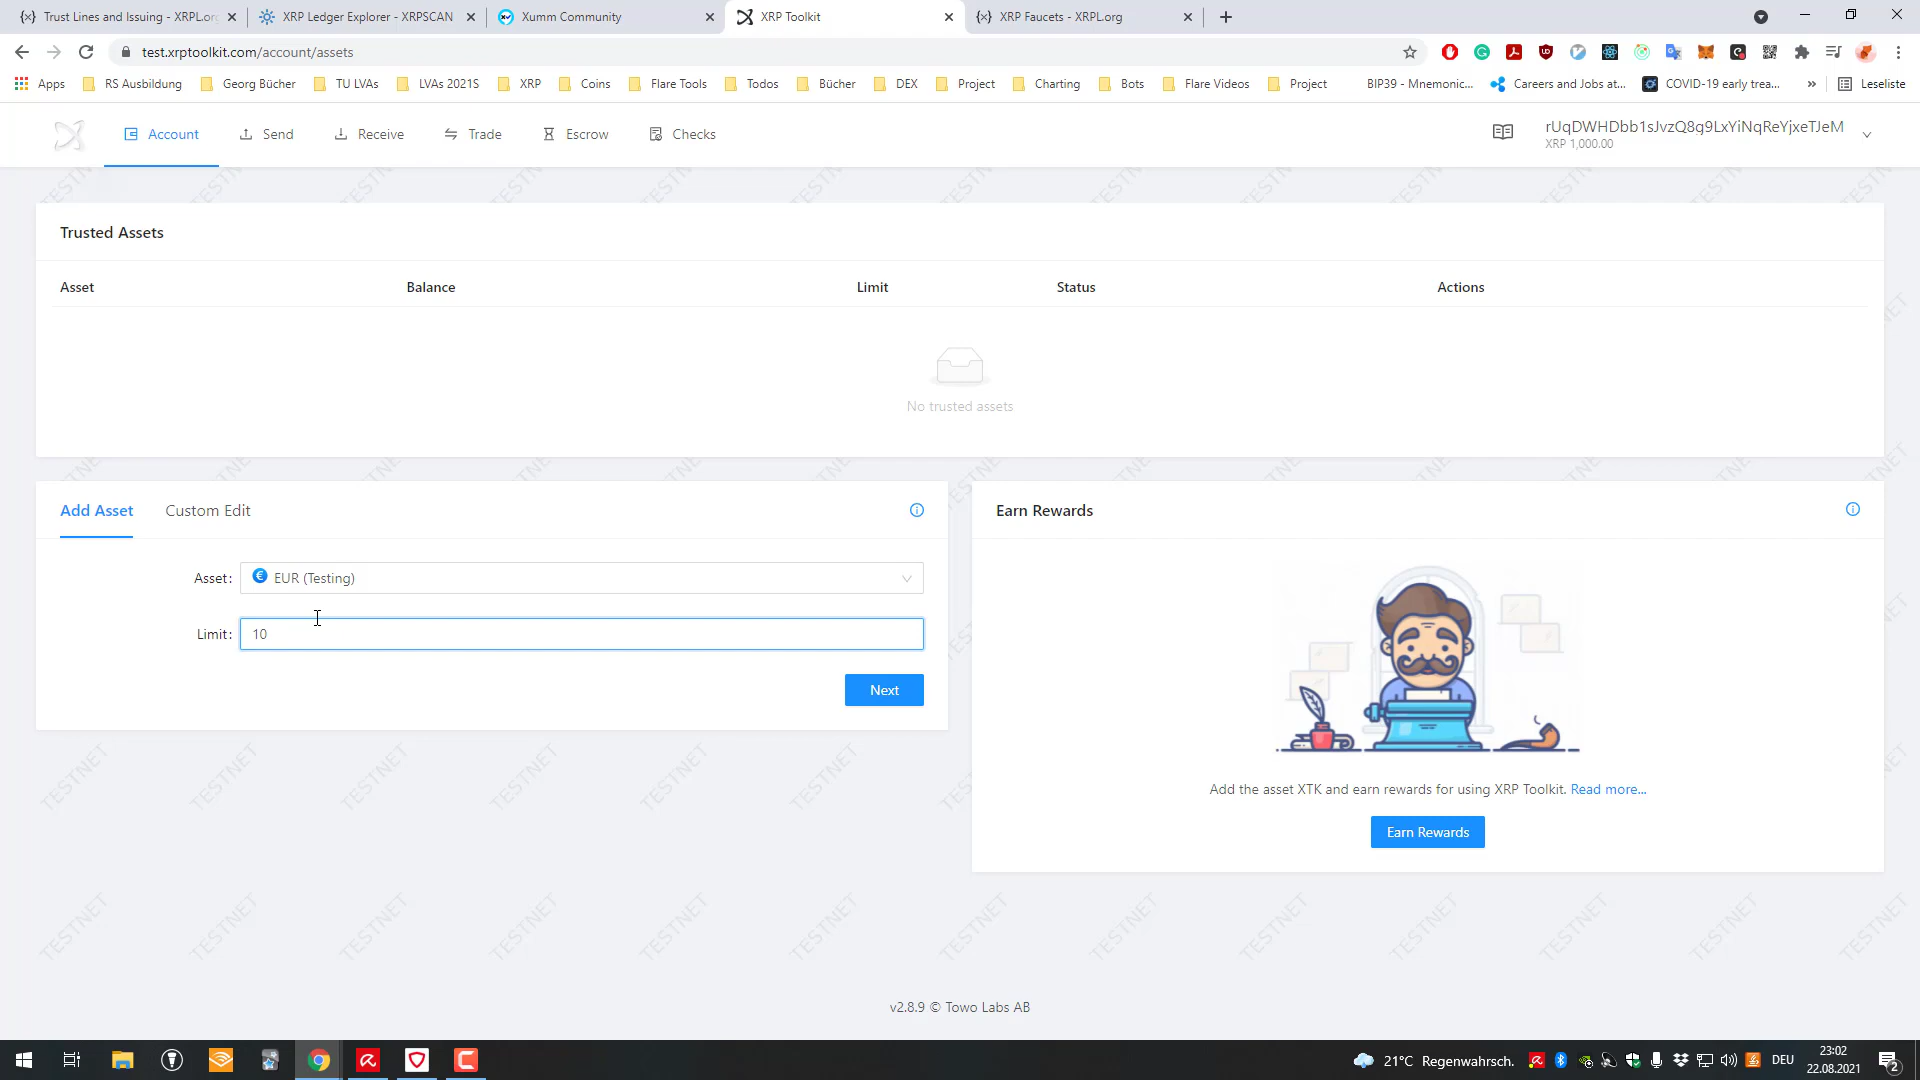 Trust Lines and Issuing - XRPL.or
XRP Ledger Explorer - XRPSCAN
Xumm Community
XRP Toolkit
XRP Faucets - XRPL.org
test.xrptoolkit.com/account/assets
Apps
RS Ausbildung
Georg Bücher
TU LVAs
LVAs 2021S
XRP
Coins
Flare Tools
Todos
Bücher
DEX
Project
Charting
Bots
Flare Videos
Project
BIP39 - Mnemonic...
Careers and Jobs at...
COVID-19 early trea...
»
Leseliste
Account
Send
Receive
Trade
Escrow
Checks
rUqDWHDbb1sJvzQ8g9LxYiNqReYjxeTJeM
XRP 1,000.00
Trusted Assets
Asset
Balance
Limit
Status
Actions
No trusted assets
Add Asset
Custom Edit
Earn Rewards
Asset:
EUR (Testing)
Limit:
10
Next
Add the asset XTK and earn rewards for using XRP Toolkit. Read more...
Earn Rewards
TESTNET
v2.8.9 © Towo Labs AB
21°C Regenwahrsch.
DEU
23:02
22.08.2021
2